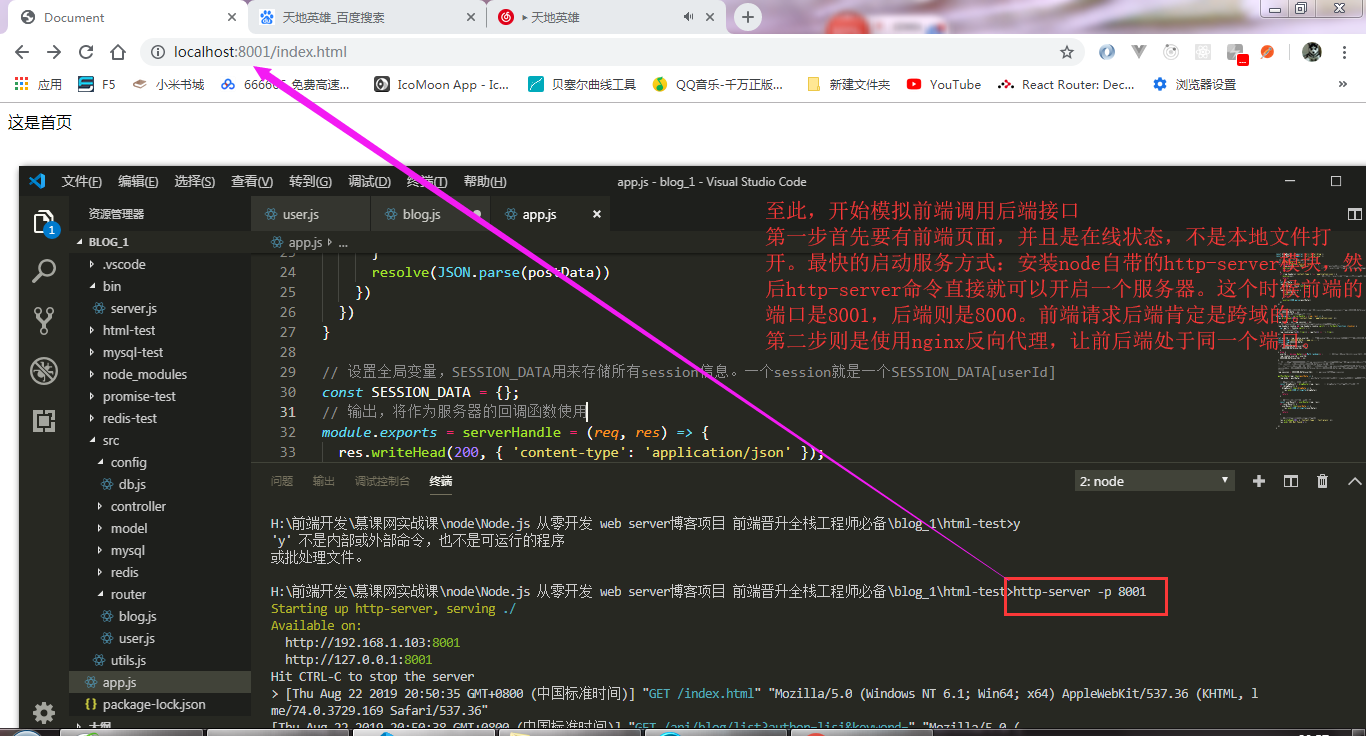 Document
天地英雄_百度搜索
天地英雄
localhost:8001/index.html
应用
F5
小米书城
免费高速...
IcoMoon App - Ic...
贝塞尔曲线工具
QQ音乐-千万正版...
新建文件夹
YouTube
React Router: Dec...
浏览器设置
»
这是首页
文件(F) 编辑(E) 选择(S) 查看(V) 转到(G) 调试(D) 终端(T) 帮助(H)
app.js - blog_1 - Visual Studio Code
资源管理器
user.js
blog.js
app.js
至此，开始模拟前端调用后端接口
第一步首先要有前端页面，并且是在线状态，不是本地文件打
开。最快的启动服务方式：安装node自带的http-server模块，然
后http-server命令直接就可以开启一个服务器。这个时候前端的
端口是8001，后端则是8000。前端请求后端肯定是跨域的。
第二步则是使用nginx反向代理，让前后端处于同一个端口。
1
BLOG_1
.vscode
bin
server.js
html-test
mysql-test
node_modules
promise-test
redis-test
src
config
db.js
controller
model
mysql
redis
router
blog.js
user.js
utils.js
app.js
package-lock.json
app.js ...
24 resolve(JSON.parse(postData))
25 })
26 })
27 }
28
29 // 设置全局变量，SESSION_DATA用来存储所有session信息。一个session就是一个SESSION_DATA[userId]
30 const SESSION_DATA = {};
31 // 输出，将作为服务器的回调函数使用
32 module.exports = serverHandle = (req, res) => {
33 res.writeHead(200, { 'content-type': 'application/json' });
问题 输出 调试控制台 终端
2: node
H:\前端开发\慕课网实战课\node\Node.js 从零开发 web server博客项目 前端晋升全栈工程师必备\blog_1\html-test>y
'y' 不是内部或外部命令，也不是可运行的程序
或批处理文件。
H:\前端开发\慕课网实战课\node\Node.js 从零开发 web server博客项目 前端晋升全栈工程师必备\blog_1\html-test>http-server -p 8001
Starting up http-server, serving ./
Available on:
http://192.168.1.103:8001
http://127.0.0.1:8001
Hit CTRL-C to stop the server
> [Thu Aug 22 2019 20:50:35 GMT+0800 (中国标准时间)] "GET /index.html" "Mozilla/5.0 (Windows NT 6.1; Win64; x64) AppleWebKit/537.36 (KHTML, l
me/74.0.3729.169 Safari/537.36"
[Thu Aug 22 2019 20:50:38 GMT+0800 (中国标准时间)] "GET /api/blog/list?author=lisi&keyword=" "Mozilla/5.0 (